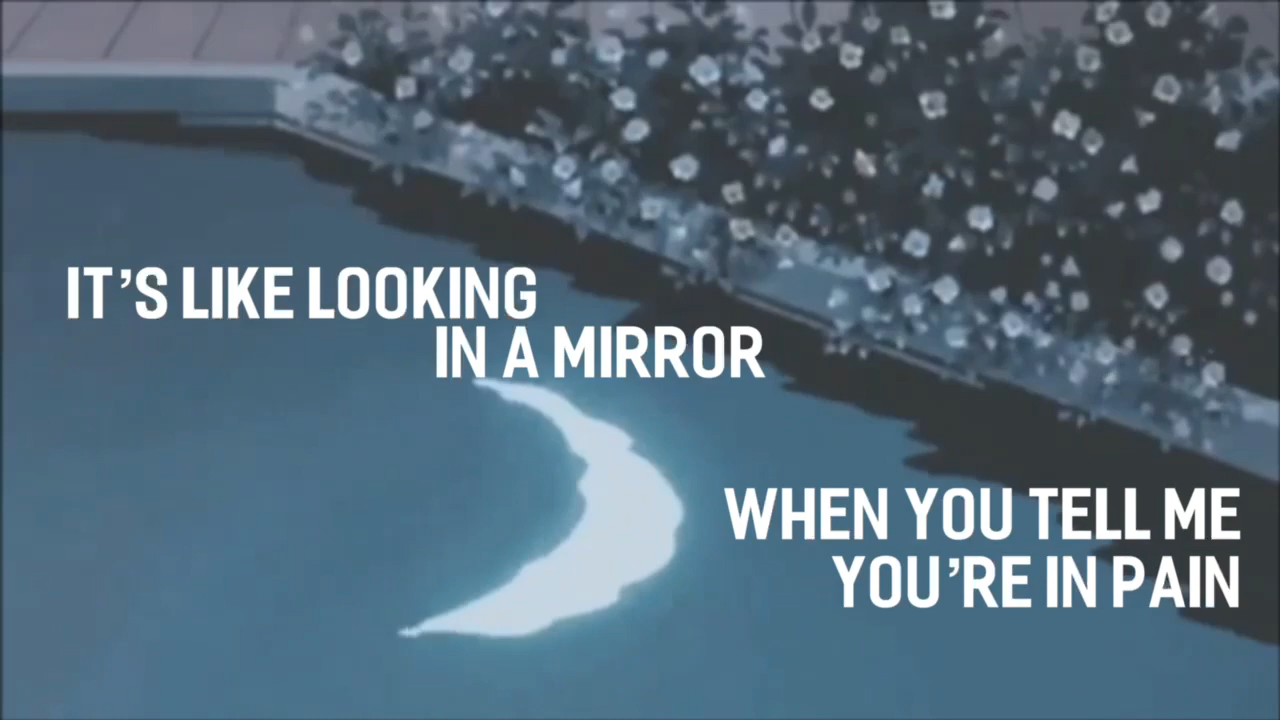 IT'S LIKE LOOKING
IN A MIRROR
WHEN YOU TELL ME
YOU'RE IN PAIN